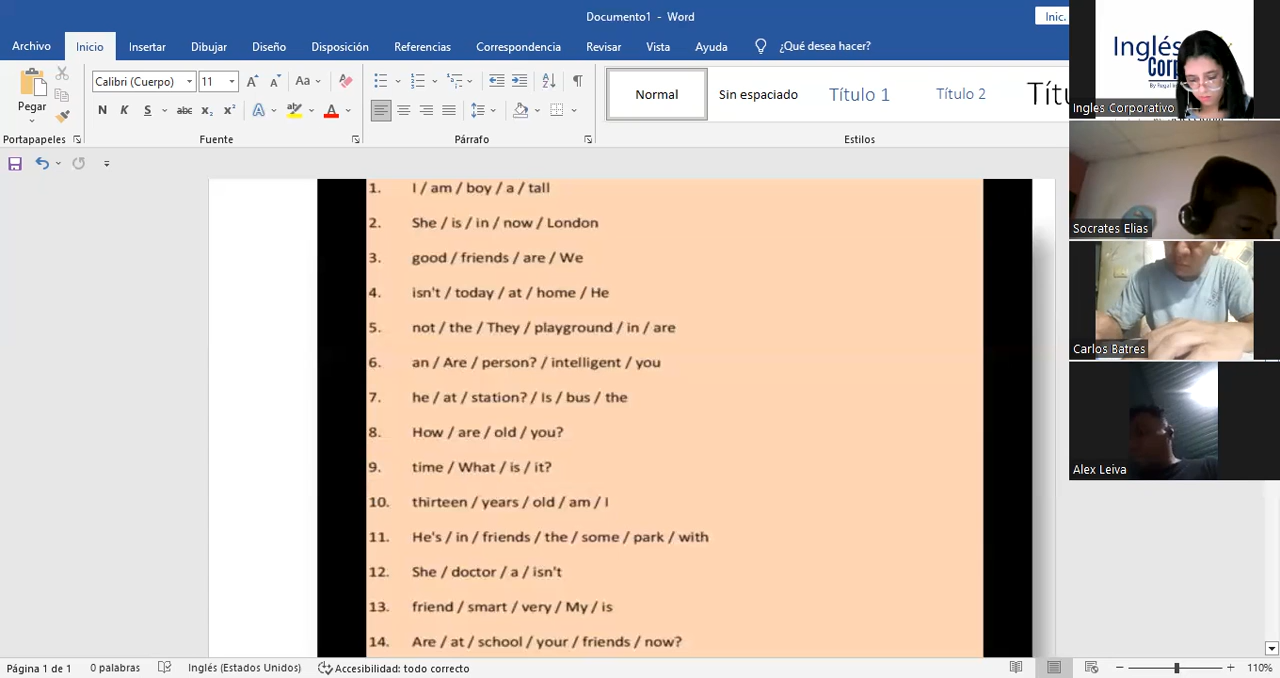 Documento1 - Word
Inic.
Archivo Inicio Insertar Dibujar Diseño Disposición Referencias Correspondencia Revisar Vista Ayuda ¿Qué desea hacer?
Pegar
Calibri (Cuerpo) 11
Normal
Sin espaciado
Título 1
Título 2
Portapapeles Fuente Párrafo Estilos
1. I / am / boy / a / tall
2. She / is / in / now / London
3. good / friends / are / We
4. isn't / today / at / home / He
5. not / the / They / playground / in / are
6. an / Are / person? / intelligent / you
7. he / at / station? / Is / bus / the
8. How / are / old / you?
9. time / What / is / it?
10. thirteen / years / old / am / I
11. He's / in / friends / the / some / park / with
12. She / doctor / a / isn't
13. friend / smart / very / My / is
14. Are / at / school / your / friends / now?
Inglés Corporativo
Socrates Elias
Carlos Batres
Alex Leiva
Página 1 de 1 0 palabras Inglés (Estados Unidos) Accesibilidad: todo correcto 110%